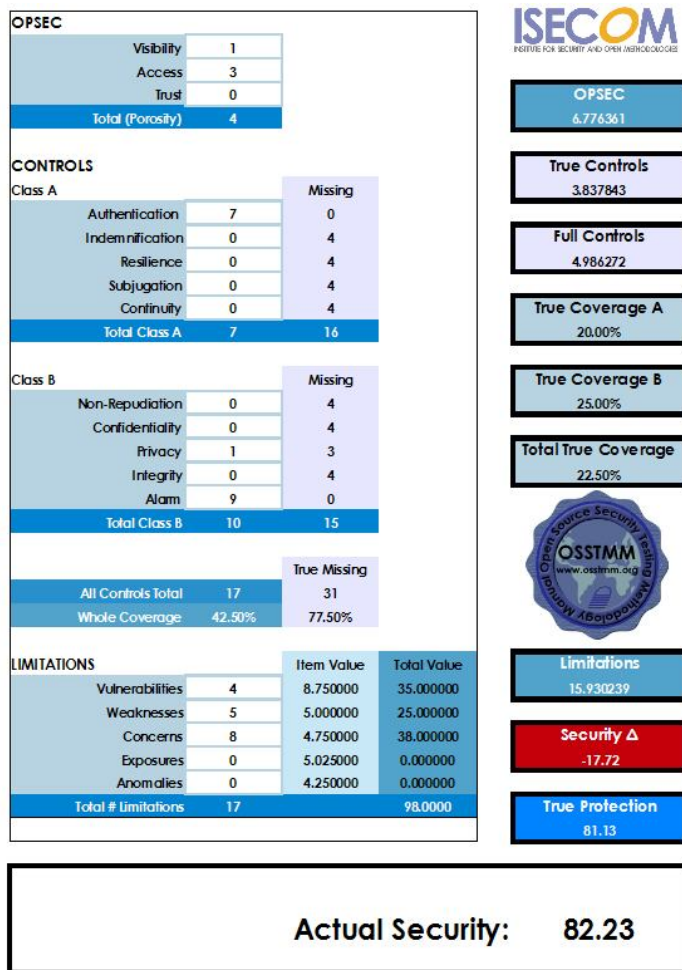 OPSEC
Visibility 1
Access 3
Trust 0
Total (Porosity) 4
CONTROLS
Class A Missing
Authentication 7 0
Indemnification 0 4
Resilience 0 4
Subjugation 0 4
Continuity 0 4
Total Class A 7 16
Class B Missing
Non-Repudiation 0 4
Confidentiality 0 4
Privacy 1 3
Integrity 0 4
Alarm 9 0
Total Class B 10 15
True Missing
All Controls Total 17 31
Whole Coverage 42.50% 77.50%
LIMITATIONS Item Value Total Value
Vulnerabilities 4 8.750000 35.000000
Weaknesses 5 5.000000 25.000000
Concerns 8 4.750000 38.000000
Exposures 0 5.025000 0.000000
Anomalies 0 4.250000 0.000000
Total # Limitations 17 98.0000
ISECOM
INSTITUTE FOR SECURITY AND OPEN METHODOLOGIES
OPSEC
6.776361
True Controls
3.837843
Full Controls
4.986272
True Coverage A
20.00%
True Coverage B
25.00%
Total True Coverage
22.50%
Open Source Security Testing Methodology Manual
OSSTMM
www.osstmm.org
Limitations
15.930239
Security Δ
-17.72
True Protection
81.13
Actual Security: 82.23